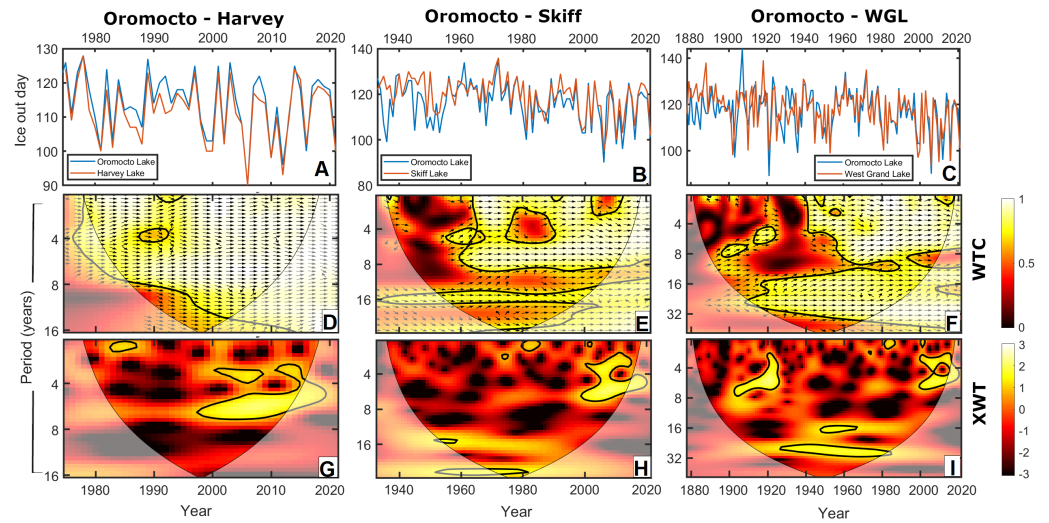 Oromocto - Harvey
Oromocto - Skiff
Oromocto - WGL
1980 1990 2000 2010 2020
1940 1960 1980 2000 2020
1880 1900 1920 1940 1960 1980 2000 2020
Ice out day
130
120
110
100
90
Oromocto Lake
Harvey Lake
A
140
120
100
80
Oromocto Lake
Skiff Lake
B
140
120
100
Oromocto Lake
West Grand Lake
C
Period (years)
4
8
16
D
4
8
16
E
4
8
16
32
F
WTC
1
0.5
0
4
8
16
G
4
8
16
H
4
8
16
32
I
XWT
3
2
1
0
-1
-3
1980 1990 2000 2010 2020
1940 1960 1980 2000 2020
1880 1900 1920 1940 1960 1980 2000 2020
Year
Year
Year